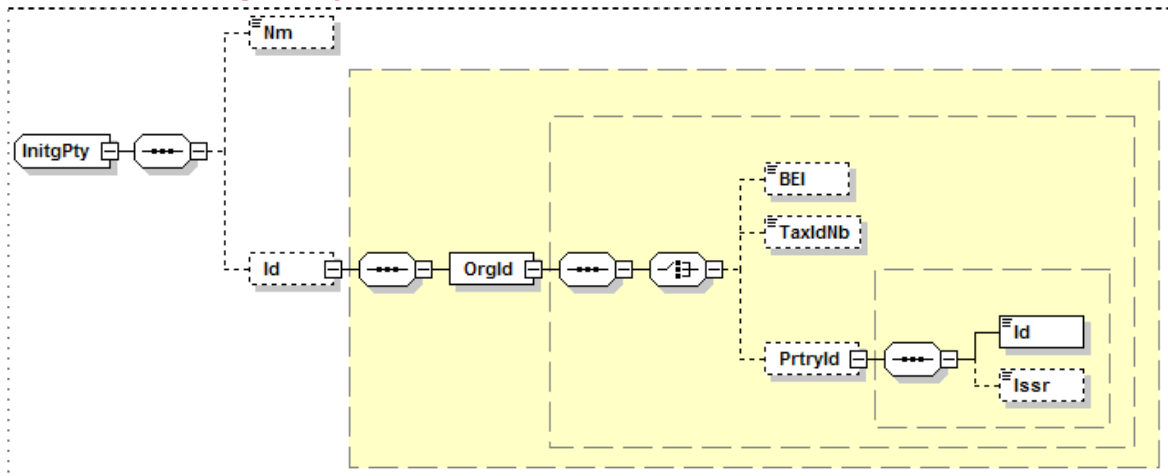 Nm
InitgPty
BEI
TaxIdNb
Id
OrgId
Id
PrtryId
Issr